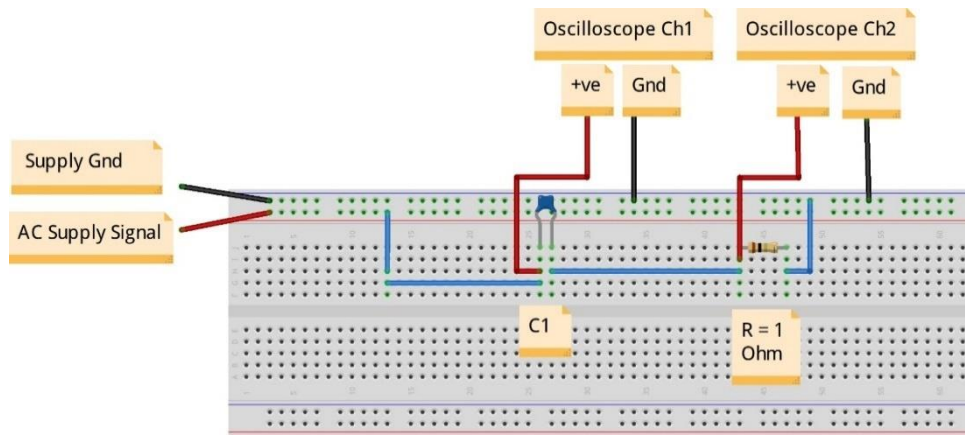 Oscilloscope Ch1
Oscilloscope Ch2
+ve
Gnd
+ve
Gnd
Supply Gnd
AC Supply Signal
C1
R = 1
Ohm